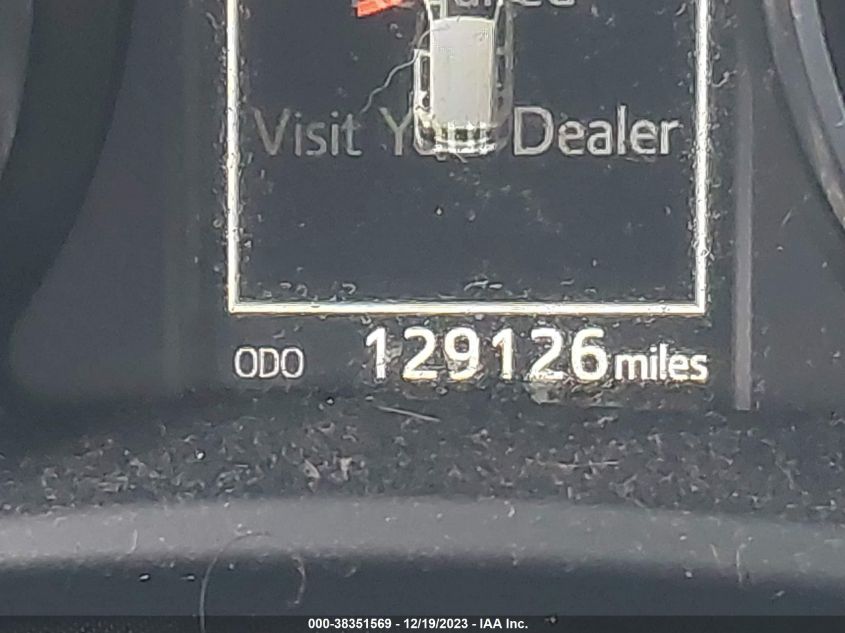 Visit Your Dealer
ODO 129126 miles
000-38351569 - 12/19/2023 - IAA Inc.